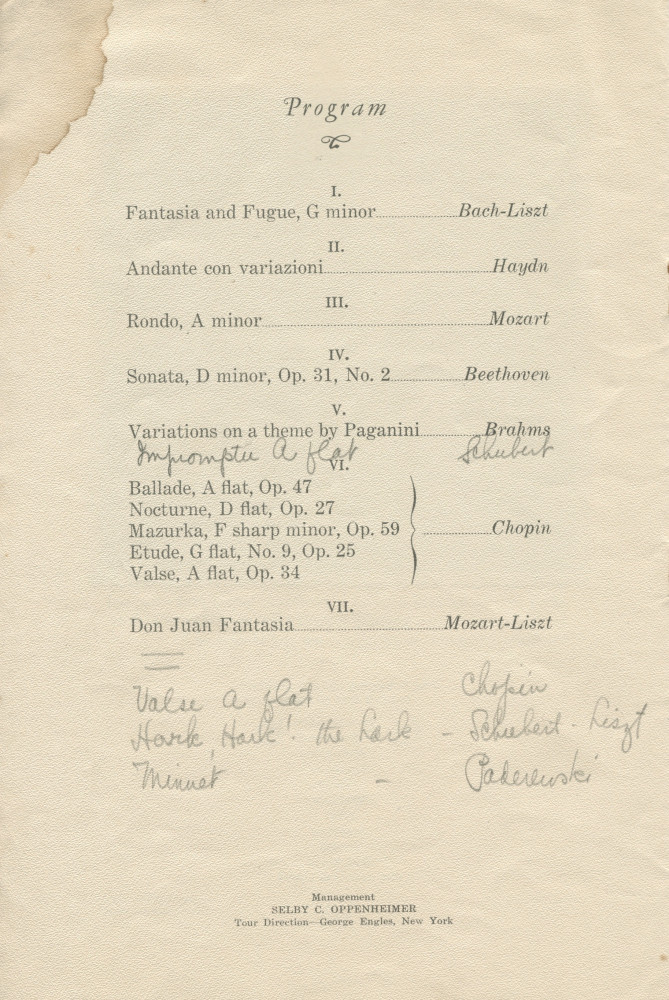 Program
I.
Fantasia and Fugue, G minor Bach-Liszt
II.
Andante con variazioni Haydn
III.
Rondo, A minor Mozart
IV.
Sonata, D minor, Op. 31, No. 2 Beethoven
V.
Variations on a theme by Paganini Brahms
Impromptu A flat Schubert
VI.
Ballade, A flat, Op. 47
Nocturne, D flat, Op. 27
Mazurka, F sharp minor, Op. 59 Chopin
Etude, G flat, No. 9, Op. 25
Valse, A flat, Op. 34
VII.
Don Juan Fantasia Mozart-Liszt
Valse A flat Chopin
Hark, Hark! the Lark - Schubert - Liszt
Minuet - Paderewski
Management
SELBY C. OPPENHEIMER
Tour Direction—George Engles, New York